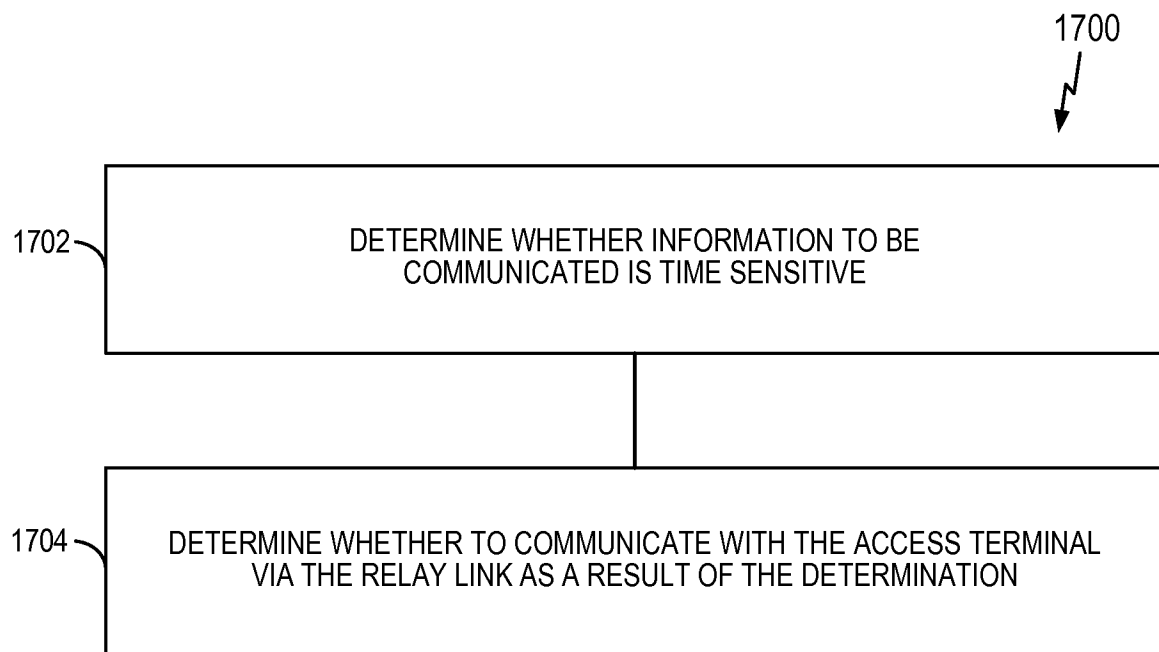 1700
1702
DETERMINE WHETHER INFORMATION TO BE
COMMUNICATED IS TIME SENSITIVE
1704
DETERMINE WHETHER TO COMMUNICATE WITH THE ACCESS TERMINAL
VIA THE RELAY LINK AS A RESULT OF THE DETERMINATION